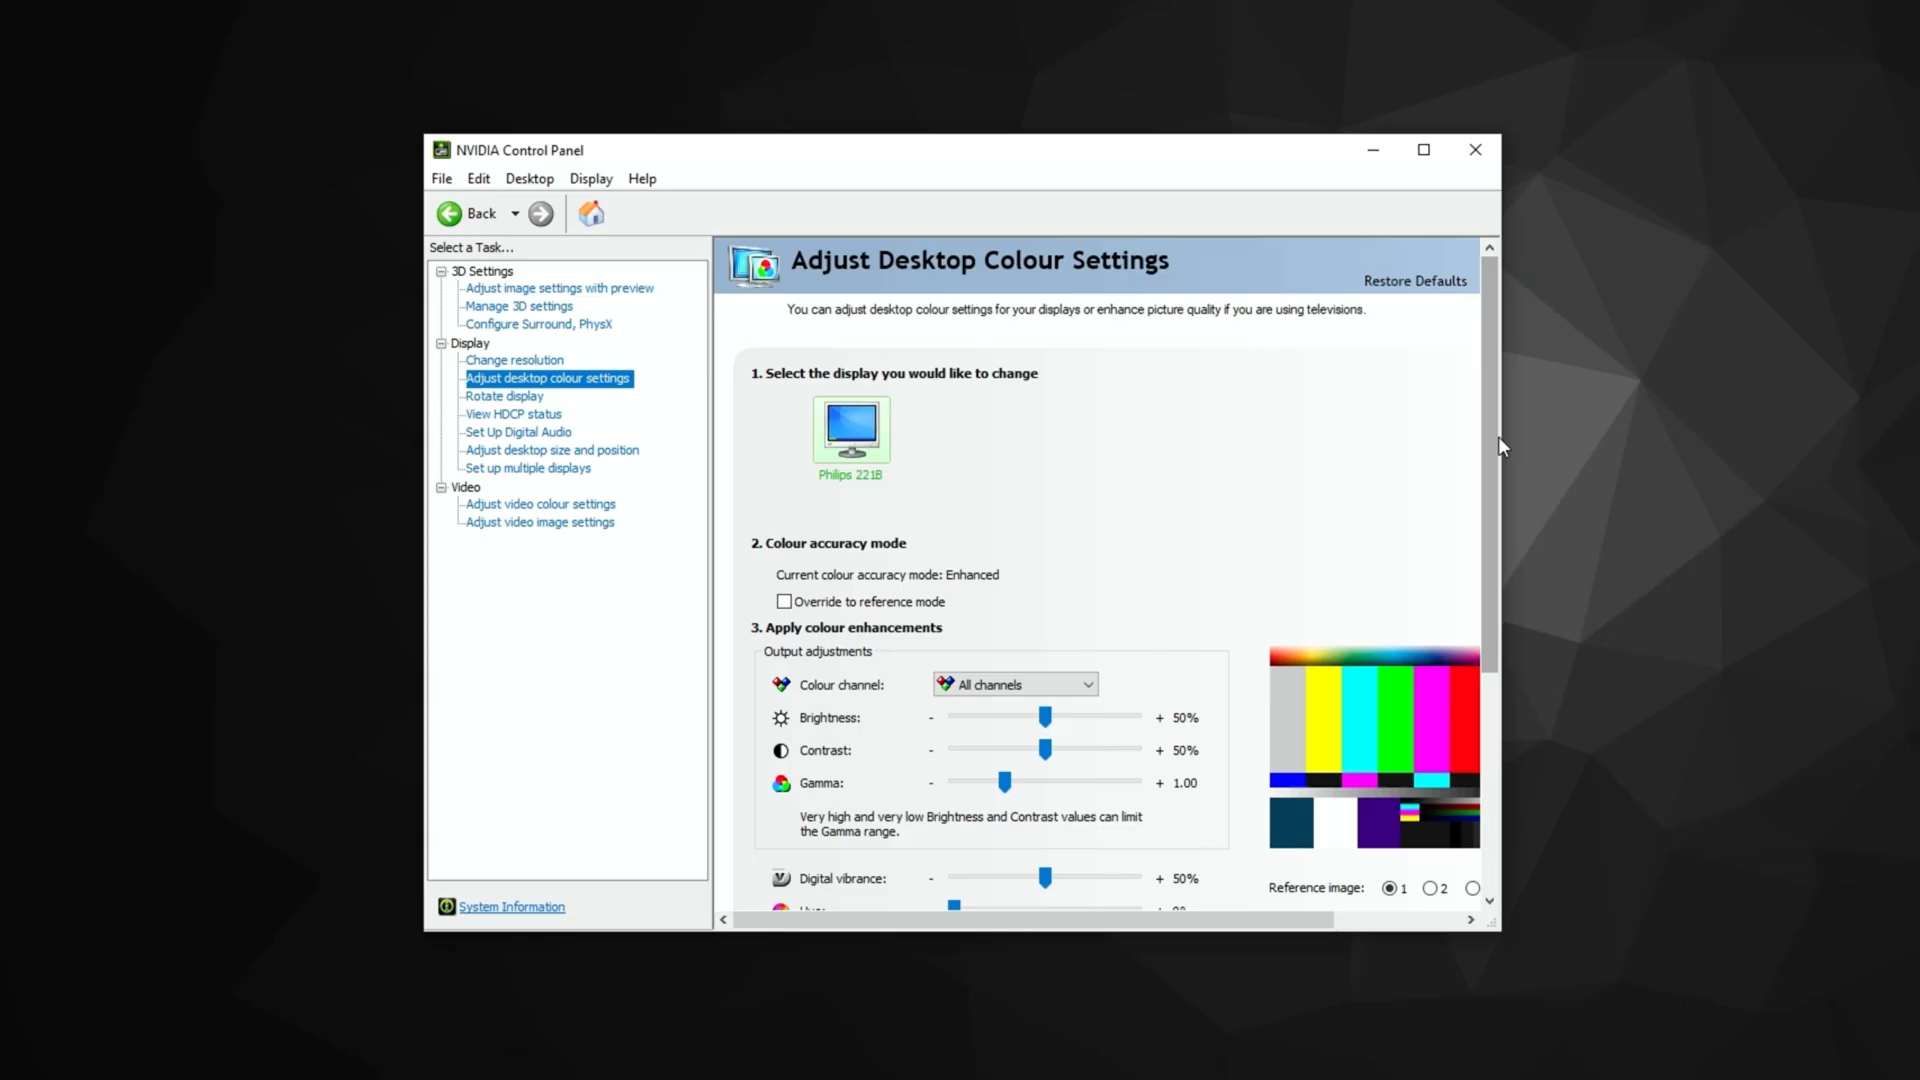 NVIDIA Control Panel
File Edit Desktop Display Help
Back
Select a Task...
3D Settings
Adjust image settings with preview
Manage 3D settings
Configure Surround, PhysX
Display
Change resolution
Adjust desktop colour settings
Rotate display
View HDCP status
Set Up Digital Audio
Adjust desktop size and position
Set up multiple displays
Video
Adjust video colour settings
Adjust video image settings
System Information
Adjust Desktop Colour Settings
Restore Defaults
You can adjust desktop colour settings for your displays or enhance picture quality if you are using televisions.
1. Select the display you would like to change
Philips 221B
2. Colour accuracy mode
Current colour accuracy mode: Enhanced
Override to reference mode
3. Apply colour enhancements
Output adjustments
Colour channel: All channels
Brightness: - + 50%
Contrast: - + 50%
Gamma: - + 1.00
Very high and very low Brightness and Contrast values can limit
the Gamma range.
Digital vibrance: - + 50%
Reference image: 1 2